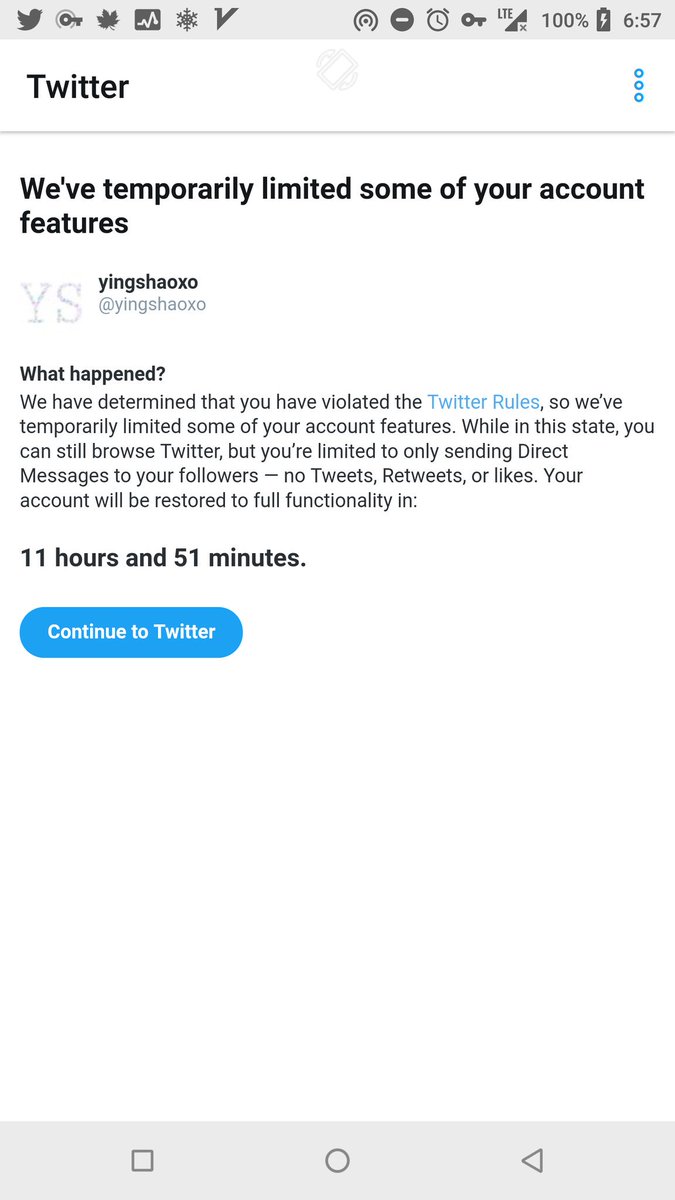 LTE 100% 6:57
Twitter
We've temporarily limited some of your account
features
YS
yingshaoxo
@yingshaoxo
What happened?
We have determined that you have violated the Twitter Rules, so we’ve
temporarily limited some of your account features. While in this state, you
can still browse Twitter, but you’re limited to only sending Direct
Messages to your followers — no Tweets, Retweets, or likes. Your
account will be restored to full functionality in:
11 hours and 51 minutes.
Continue to Twitter